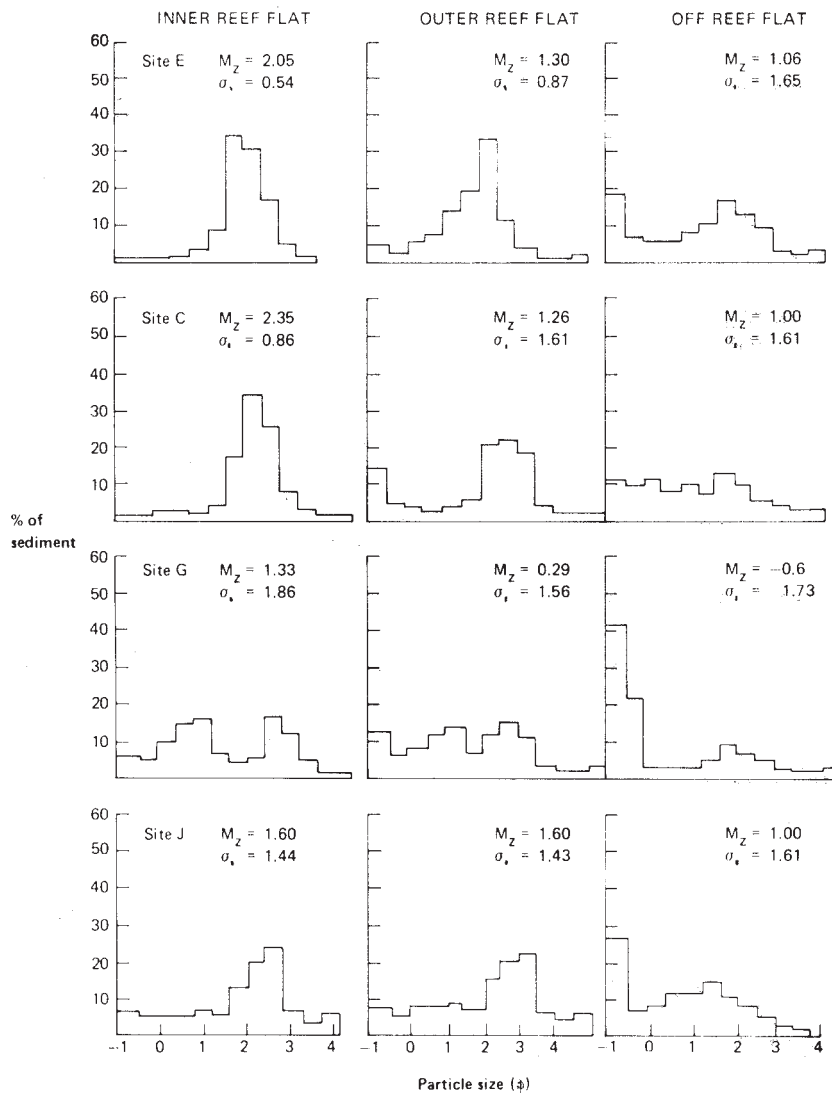 INNER REEF FLAT OUTER REEF FLAT OFF REEF FLAT
60
50
40
30
20
10
Site E
M_Z = 2.05
σ = 0.54
M_Z = 1.30
σ = 0.87
M_Z = 1.06
σ = 1.65
60
50
40
30
20
10
Site C
M_Z = 2.35
σ = 0.86
M_Z = 1.26
σ = 1.61
M_Z = 1.00
σ = 1.61
% of
sediment
60
50
40
30
20
10
Site G
M_Z = 1.33
σ = 1.86
M_Z = 0.29
σ = 1.56
M_Z = -0.6
σ = 1.73
60
50
40
30
20
10
Site J
M_Z = 1.60
σ = 1.44
M_Z = 1.60
σ = 1.43
M_Z = 1.00
σ = 1.61
-1 0 1 2 3 4 -1 0 1 2 3 4 5 -1 0 1 2 3 4
Particle size (φ)